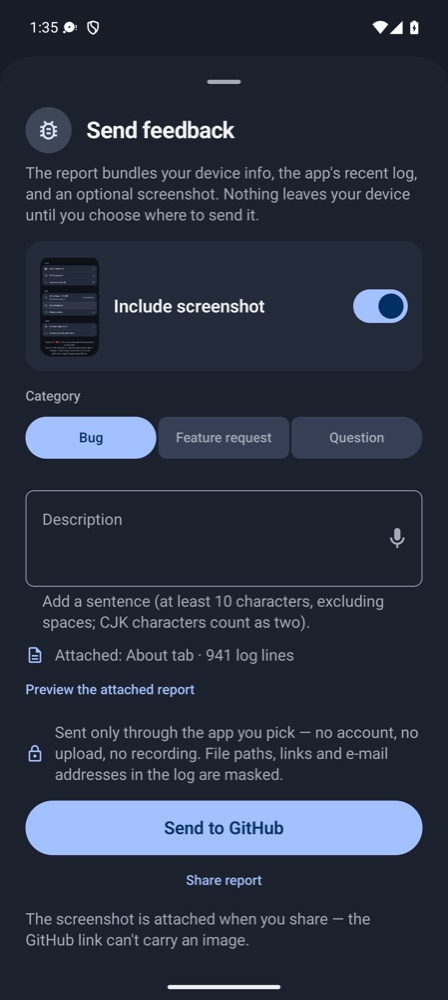 1:35
Send feedback
The report bundles your device info, the app's recent log,
and an optional screenshot. Nothing leaves your device
until you choose where to send it.
Include screenshot
Category
Bug
Feature request
Question
Description
Add a sentence (at least 10 characters, excluding
spaces; CJK characters count as two).
Attached: About tab · 941 log lines
Preview the attached report
Sent only through the app you pick — no account, no
upload, no recording. File paths, links and e-mail
addresses in the log are masked.
Send to GitHub
Share report
The screenshot is attached when you share — the
GitHub link can't carry an image.